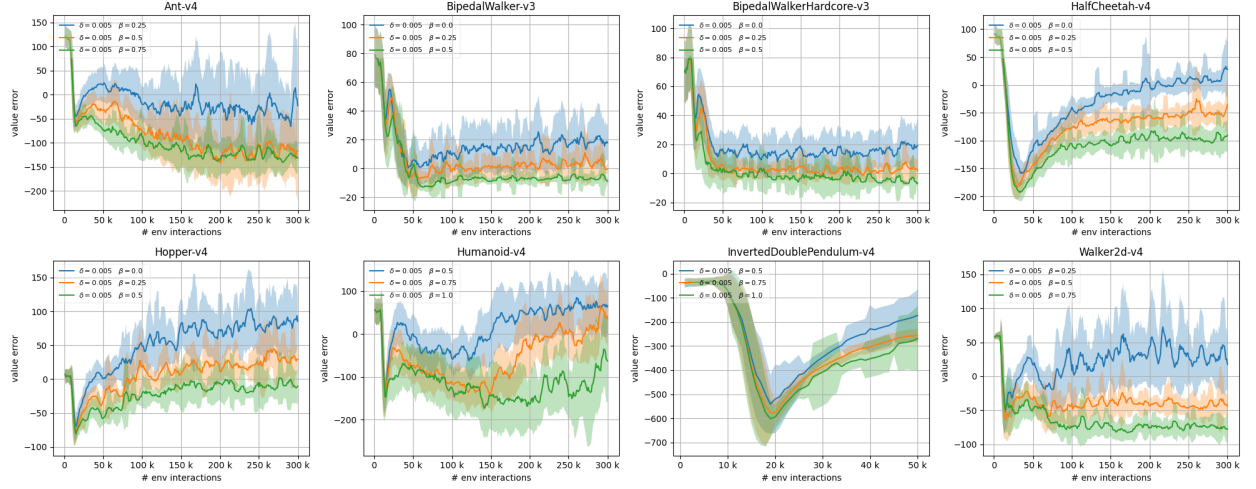 Ant-v4
δ = 0.005 β = 0.25
δ = 0.005 β = 0.5
δ = 0.005 β = 0.75
value error
150
100
50
0
−50
−100
−150
−200
0
50 k
100 k
150 k
200 k
250 k
300 k
# env interactions
BipedalWalker-v3
δ = 0.005 β = 0.0
δ = 0.005 β = 0.25
δ = 0.005 β = 0.5
value error
100
80
60
40
20
0
−20
0
50 k
100 k
150 k
200 k
250 k
300 k
# env interactions
BipedalWalkerHardcore-v3
δ = 0.005 β = 0.0
δ = 0.005 β = 0.25
δ = 0.005 β = 0.5
value error
100
80
60
40
20
0
−20
0
50 k
100 k
150 k
200 k
250 k
300 k
# env interactions
HalfCheetah-v4
δ = 0.005 β = 0.0
δ = 0.005 β = 0.25
δ = 0.005 β = 0.5
value error
100
50
0
−50
−100
−150
−200
0
50 k
100 k
150 k
200 k
250 k
300 k
# env interactions
Hopper-v4
δ = 0.005 β = 0.0
δ = 0.005 β = 0.25
δ = 0.005 β = 0.5
value error
150
100
50
0
−50
−100
0
50 k
100 k
150 k
200 k
250 k
300 k
# env interactions
Humanoid-v4
δ = 0.005 β = 0.5
δ = 0.005 β = 0.75
δ = 0.005 β = 1.0
value error
100
0
−100
−200
0
50 k
100 k
150 k
200 k
250 k
300 k
# env interactions
InvertedDoublePendulum-v4
δ = 0.005 β = 0.5
δ = 0.005 β = 0.75
δ = 0.005 β = 1.0
value error
0
−100
−200
−300
−400
−500
−600
−700
0
10 k
20 k
30 k
40 k
50 k
# env interactions
Walker2d-v4
δ = 0.005 β = 0.25
δ = 0.005 β = 0.5
δ = 0.005 β = 0.75
value error
150
100
50
0
−50
−100
0
50 k
100 k
150 k
200 k
250 k
300 k
# env interactions